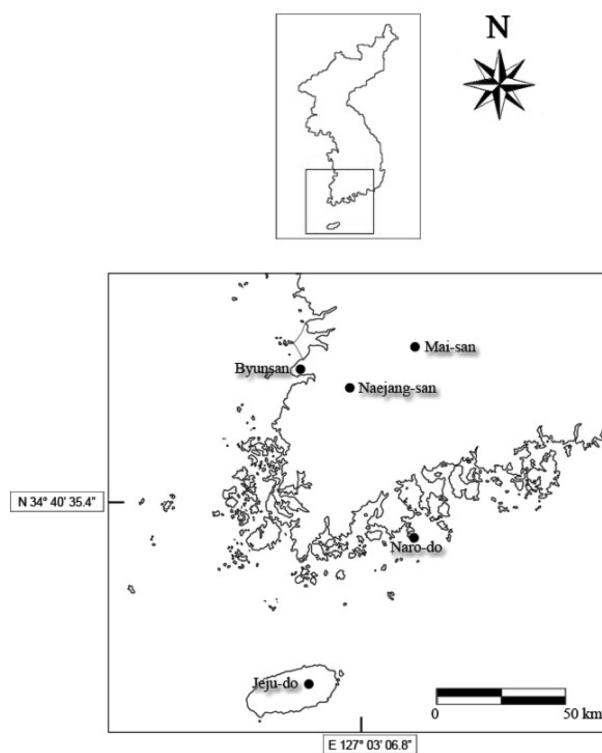 N
Mai-san
Byunsan
Naejang-san
N 34° 40' 35.4"
Naro-do
Jeju-do
0 50 km
E 127° 03' 06.8"